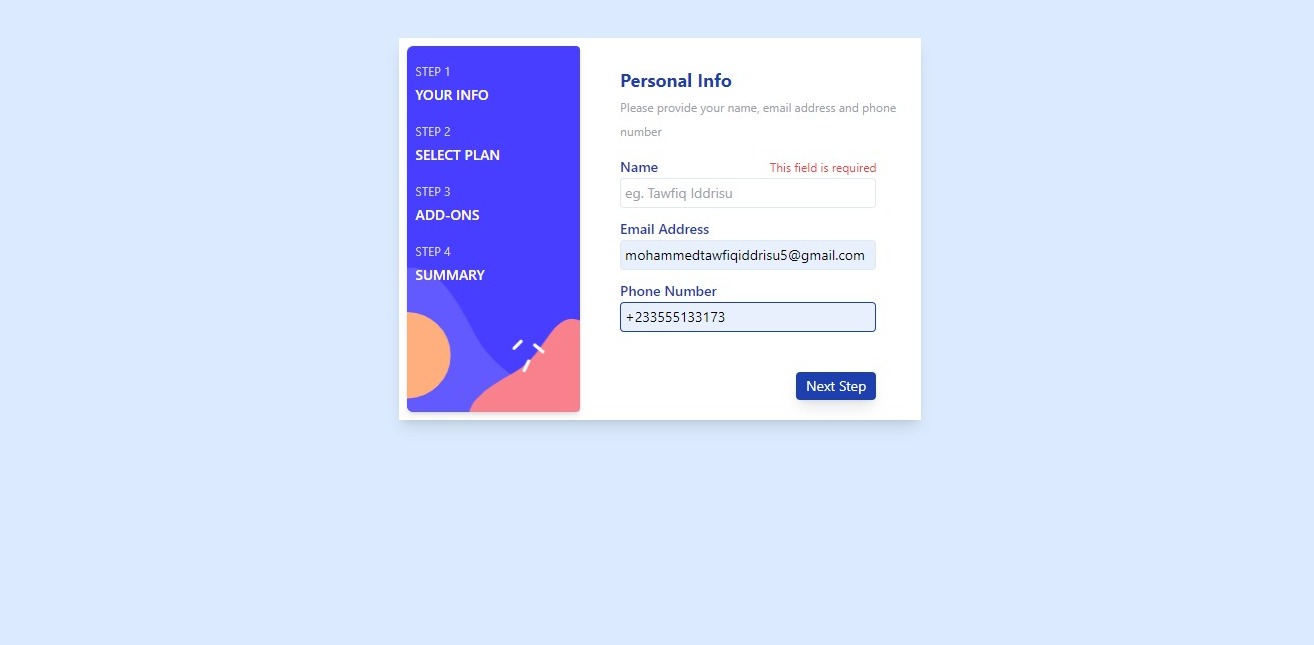 STEP 1
YOUR INFO
STEP 2
SELECT PLAN
STEP 3
ADD-ONS
STEP 4
SUMMARY
Personal Info
Please provide your name, email address and phone
number
Name
This field is required
eg. Tawfiq Iddrisu
Email Address
mohammedtawfiqiddrisu5@gmail.com
Phone Number
+233555133173
Next Step